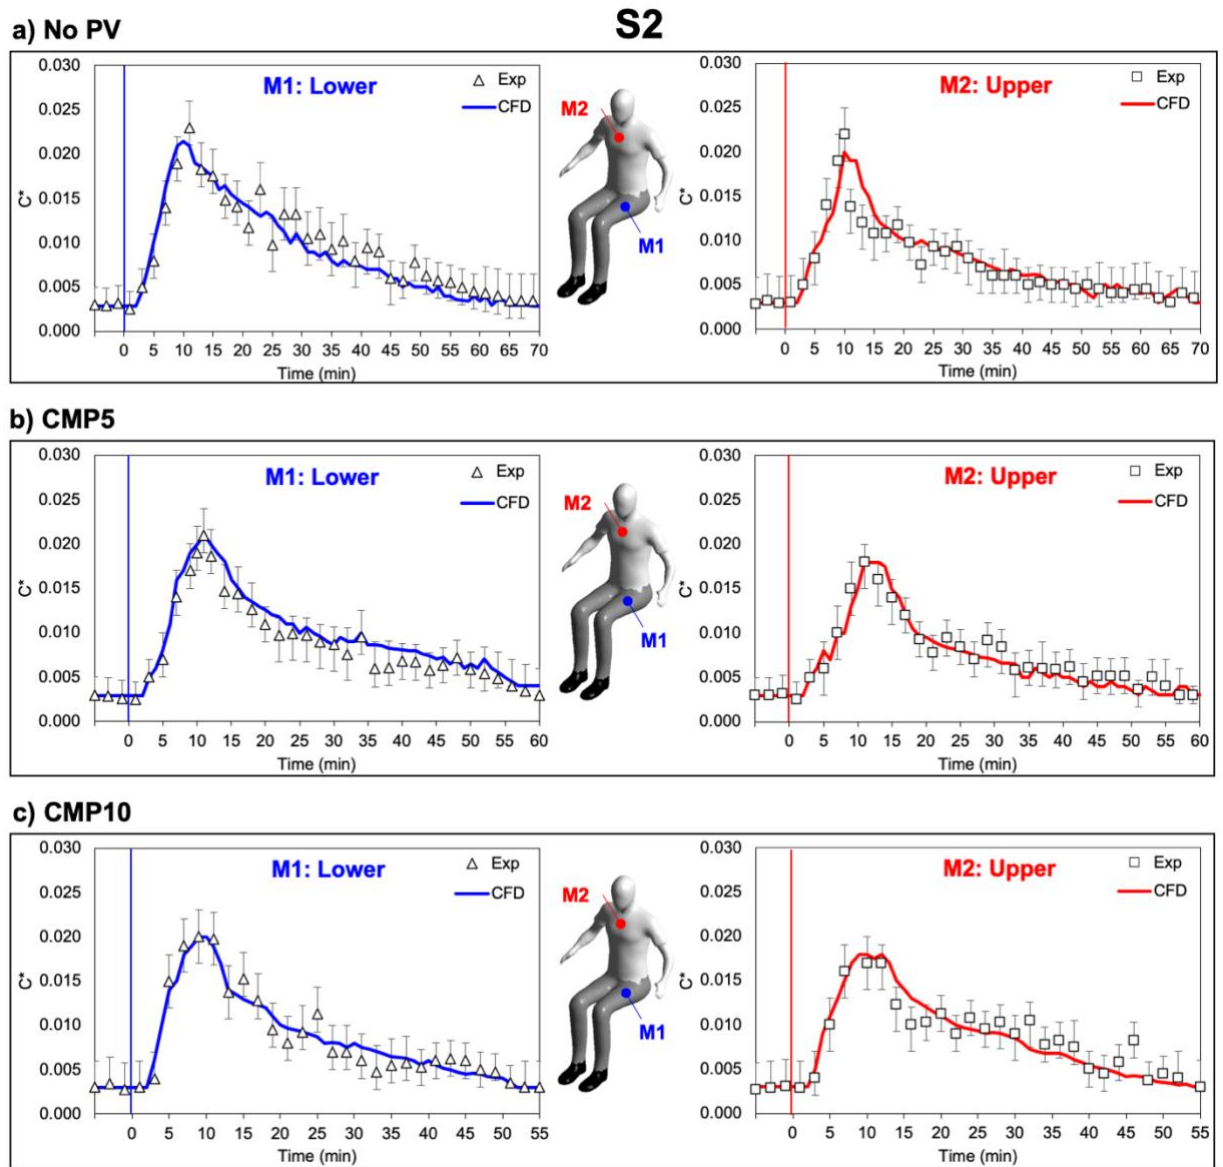 S2
a) No PV
M1: Lower
Exp
CFD
C*
0.030
0.025
0.020
0.015
0.010
0.005
0.000
0 5 10 15 20 25 30 35 40 45 50 55 60 65 70
Time (min)
M2
M1
M2: Upper
Exp
CFD
C*
0.030
0.025
0.020
0.015
0.010
0.005
0.000
0 5 10 15 20 25 30 35 40 45 50 55 60 65 70
Time (min)
b) CMP5
M1: Lower
Exp
CFD
C*
0.030
0.025
0.020
0.015
0.010
0.005
0.000
0 5 10 15 20 25 30 35 40 45 50 55 60
Time (min)
M2
M1
M2: Upper
Exp
CFD
C*
0.030
0.025
0.020
0.015
0.010
0.005
0.000
0 5 10 15 20 25 30 35 40 45 50 55 60
Time (min)
c) CMP10
M1: Lower
Exp
CFD
C*
0.030
0.025
0.020
0.015
0.010
0.005
0.000
0 5 10 15 20 25 30 35 40 45 50 55
Time (min)
M2
M1
M2: Upper
Exp
CFD
C*
0.030
0.025
0.020
0.015
0.010
0.005
0.000
0 5 10 15 20 25 30 35 40 45 50 55
Time (min)